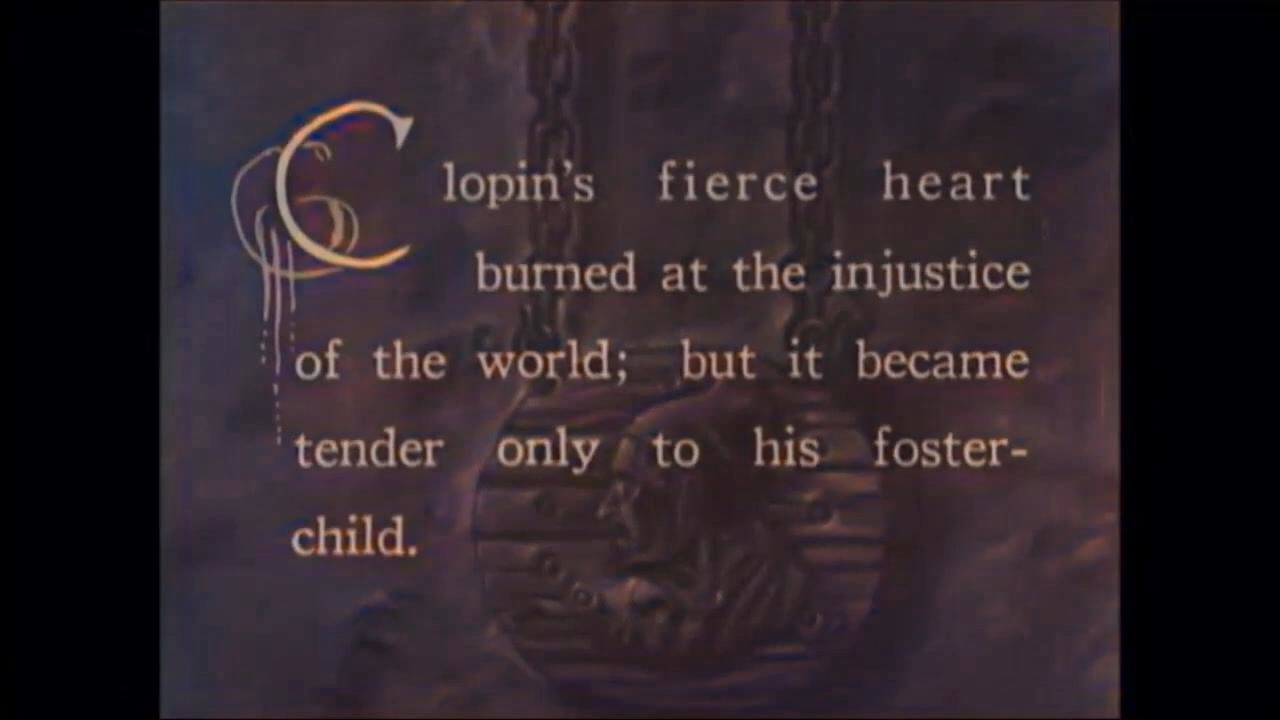 Clopin's fierce heart
burned at the injustice
of the world; but it became
tender only to his foster-
child.